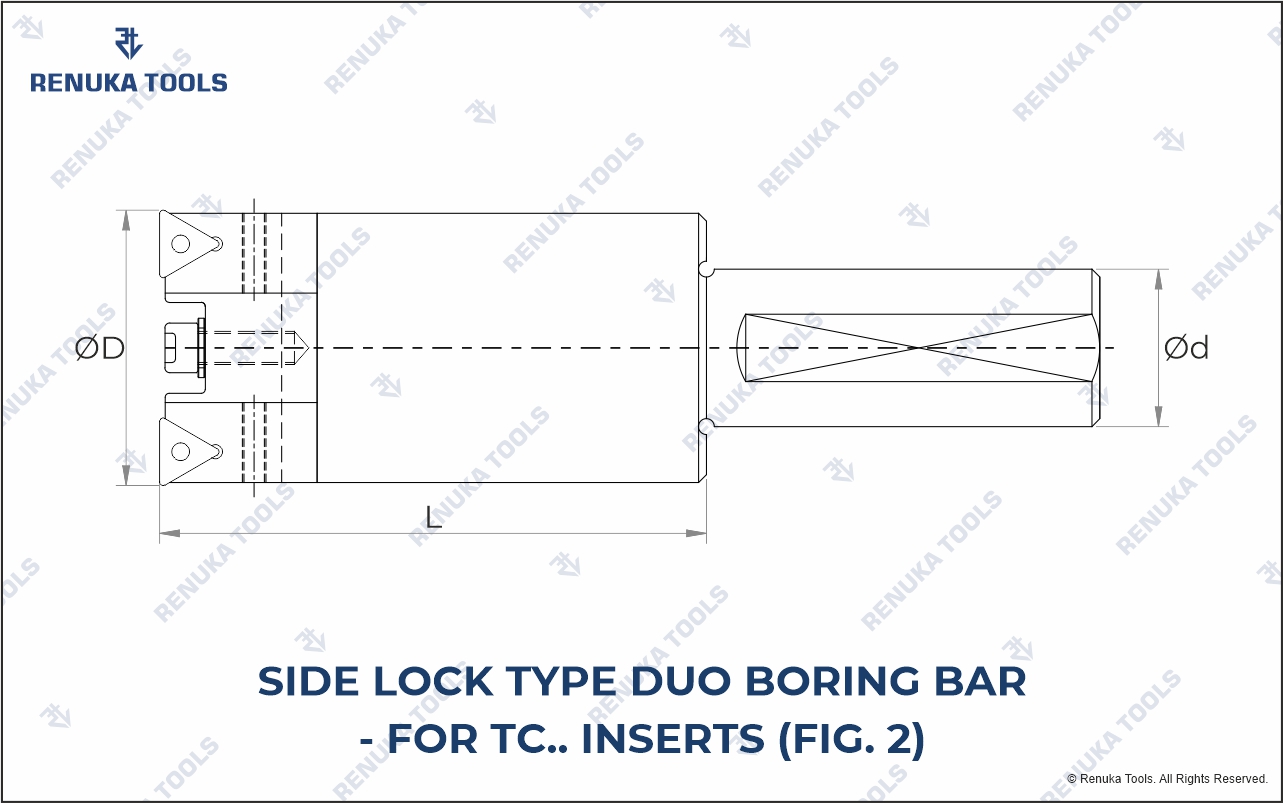 RENUKA TOOLS
ØD
Ød
L
SIDE LOCK TYPE DUO BORING BAR
- FOR TC.. INSERTS (FIG. 2)
© Renuka Tools. All Rights Reserved.